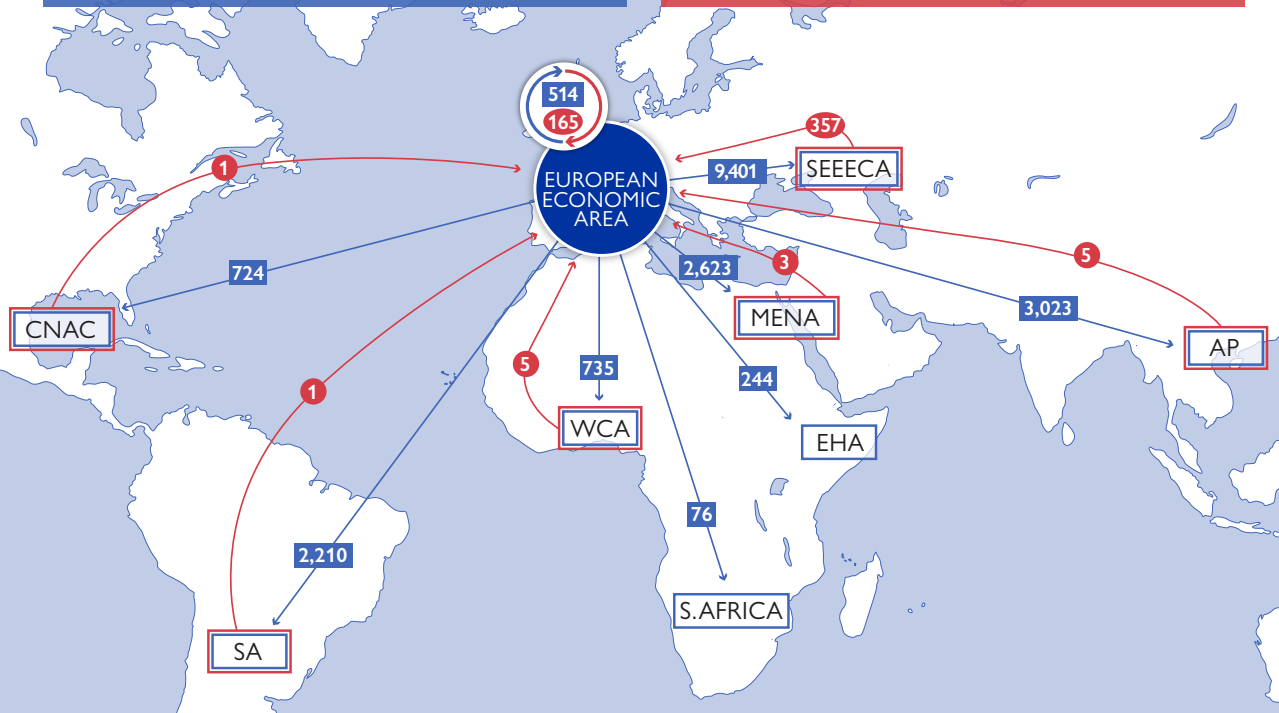 514
165
357
EUROPEAN
ECONOMIC
AREA
9,401
SEEECA
1
724
2,623
3
5
CNAC
MENA
3,023
AP
1
5
735
244
WCA
EHA
76
2,210
S.AFRICA
SA